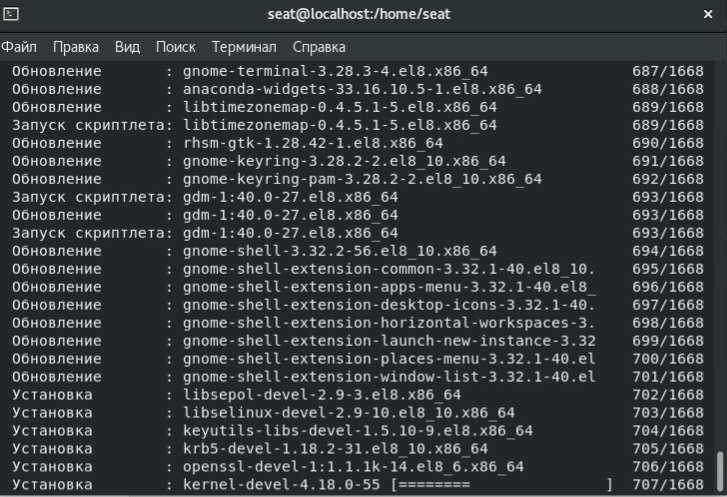 seat@localhost:/home/seat
Файл Правка Вид Поиск Терминал Справка
Обновление : gnome-terminal-3.28.3-4.el8.x86_64 687/1668
Обновление : anaconda-widgets-33.16.10.5-1.el8.x86_64 688/1668
Обновление : libtimezonemap-0.4.5.1-5.el8.x86_64 689/1668
Запуск скриптлета: libtimezonemap-0.4.5.1-5.el8.x86_64 689/1668
Обновление : rhsm-gtk-1.28.42-1.el8.x86_64 690/1668
Обновление : gnome-keyring-3.28.2-2.el8_10.x86_64 691/1668
Обновление : gnome-keyring-pam-3.28.2-2.el8_10.x86_64 692/1668
Запуск скриптлета: gdm-1:40.0-27.el8.x86_64 693/1668
Обновление : gdm-1:40.0-27.el8.x86_64 693/1668
Запуск скриптлета: gdm-1:40.0-27.el8.x86_64 693/1668
Обновление : gnome-shell-3.32.2-56.el8_10.x86_64 694/1668
Обновление : gnome-shell-extension-common-3.32.1-40.el8_10. 695/1668
Обновление : gnome-shell-extension-apps-menu-3.32.1-40.el8_ 696/1668
Обновление : gnome-shell-extension-desktop-icons-3.32.1-40. 697/1668
Обновление : gnome-shell-extension-horizontal-workspaces-3. 698/1668
Обновление : gnome-shell-extension-launch-new-instance-3.32 699/1668
Обновление : gnome-shell-extension-places-menu-3.32.1-40.el 700/1668
Обновление : gnome-shell-extension-window-list-3.32.1-40.el 701/1668
Установка : libsepol-devel-2.9-3.el8.x86_64 702/1668
Установка : libselinux-devel-2.9-10.el8_10.x86_64 703/1668
Установка : keyutils-libs-devel-1.5.10-9.el8.x86_64 704/1668
Установка : krb5-devel-1.18.2-31.el8_10.x86_64 705/1668
Установка : openssl-devel-1:1.1.1k-14.el8_6.x86_64 706/1668
Установка : kernel-devel-4.18.0-55 [======== ] 707/1668